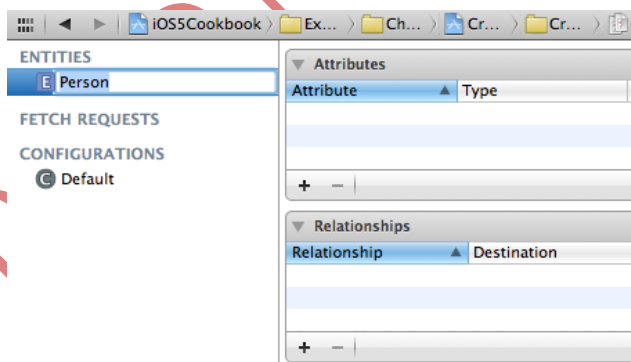 iOS5Cookbook Ex... Ch... Cr... Cr...
ENTITIES
E Person
FETCH REQUESTS
CONFIGURATIONS
C Default
Attributes
Attribute Type
+ −
Relationships
Relationship Destination
+ −